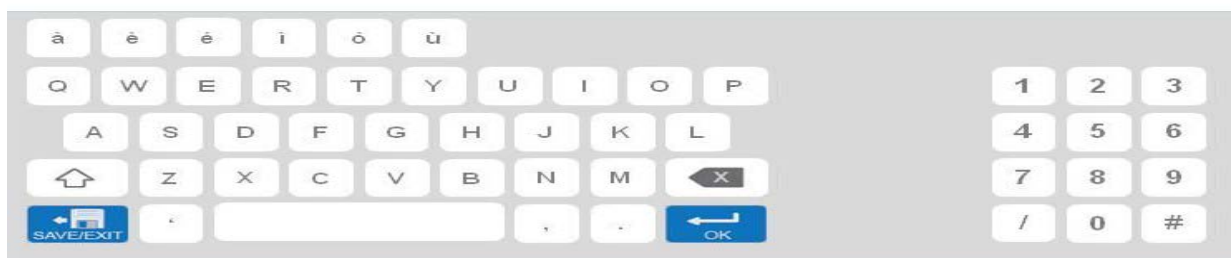 à è é ì ò ù
Q W E R T Y U I O P 1 2 3
A S D F G H J K L 4 5 6
Z X C V B N M X 7 8 9
SAVE/EXIT ‘ , . OK / 0 #